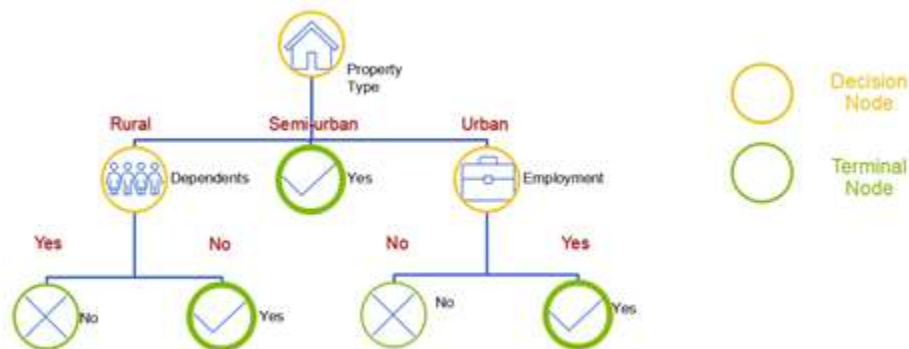 Property
Type
Rural
Semi-urban
Urban
Dependents
Yes
Employment
Yes
No
No
Yes
No
Yes
No
Yes
Decision
Node
Terminal
Node